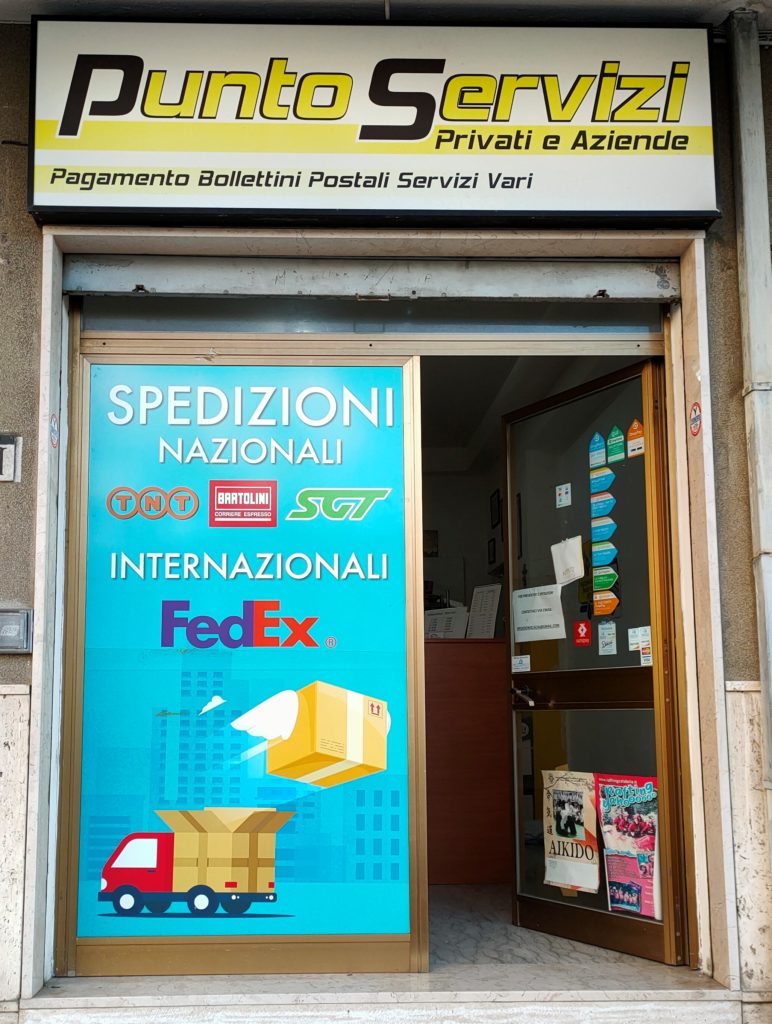 Punto Servizi
Privati e Aziende
Pagamento Bollettini Postali Servizi Vari
SPEDIZIONI
NAZIONALI
TNT
BARTOLINI
CORRIERE ESPRESSO
SGT
INTERNAZIONALI
FedEx ®
AIKIDO
Rafting